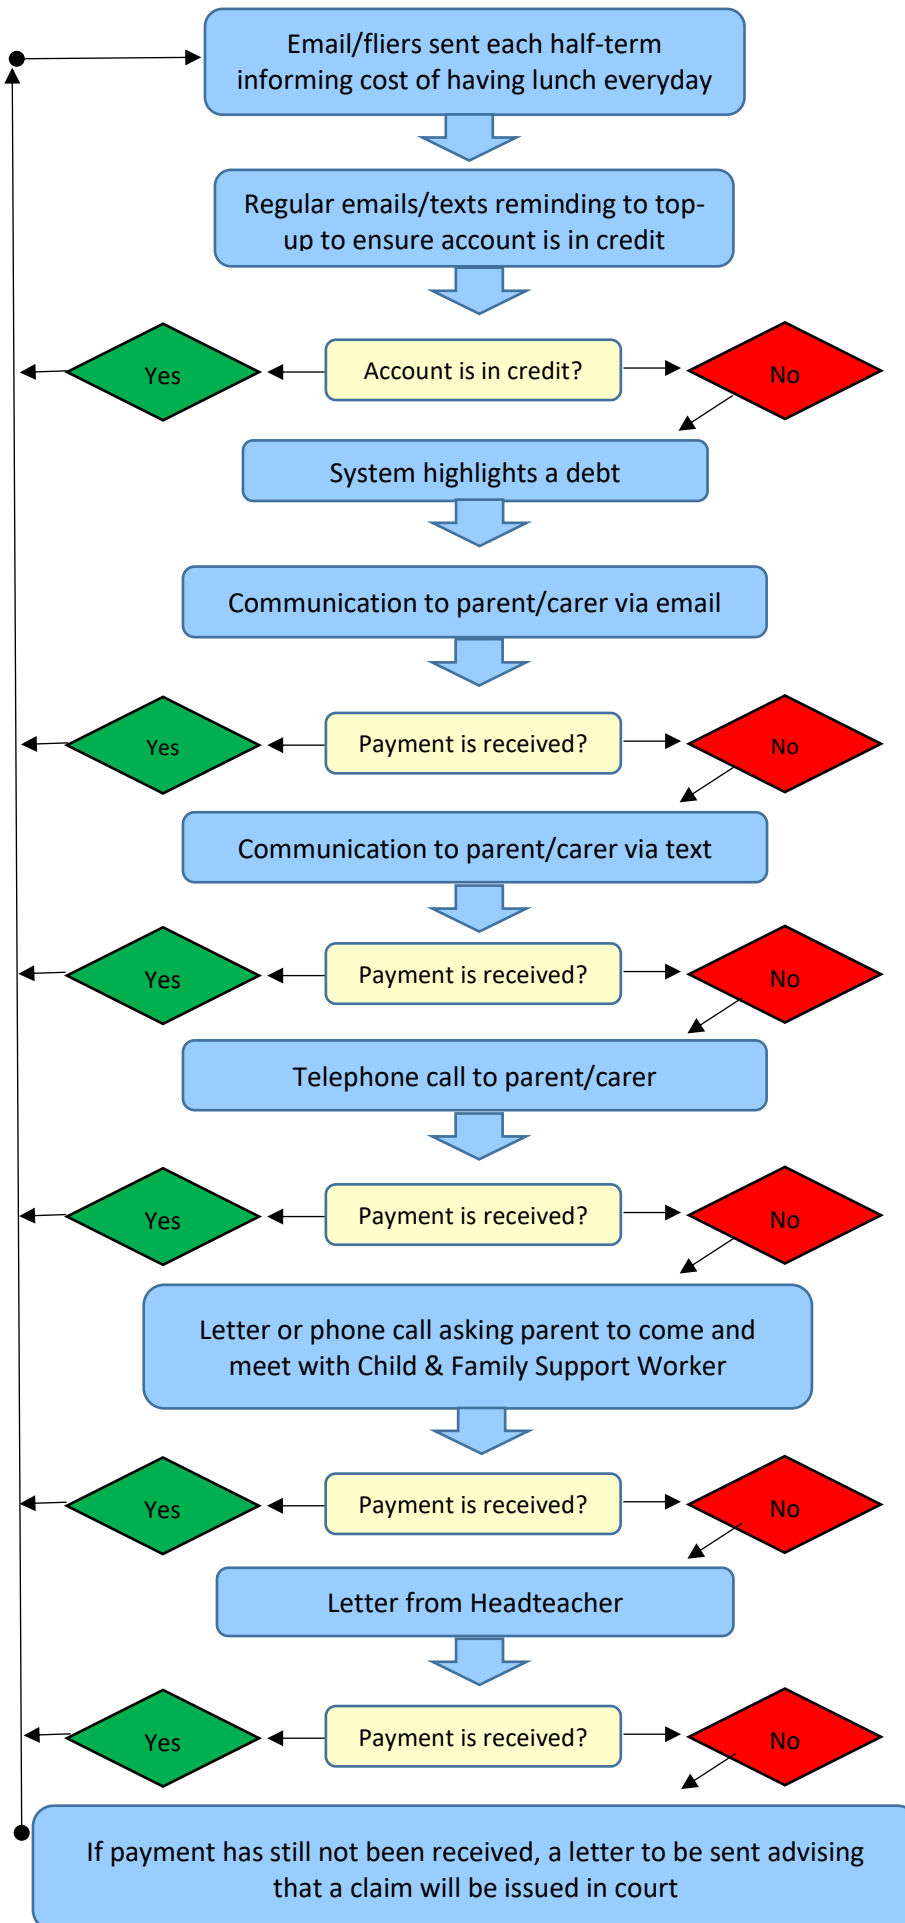 Email/fliers sent each half-term
informing cost of having lunch everyday
Regular emails/texts reminding to top-
up to ensure account is in credit
Yes
Account is in credit?
No
System highlights a debt
Communication to parent/carer via email
Yes
Payment is received?
No
Communication to parent/carer via text
Yes
Payment is received?
No
Telephone call to parent/carer
Yes
Payment is received?
No
Letter or phone call asking parent to come and
meet with Child & Family Support Worker
Yes
Payment is received?
No
Letter from Headteacher
Yes
Payment is received?
No
If payment has still not been received, a letter to be sent advising
that a claim will be issued in court